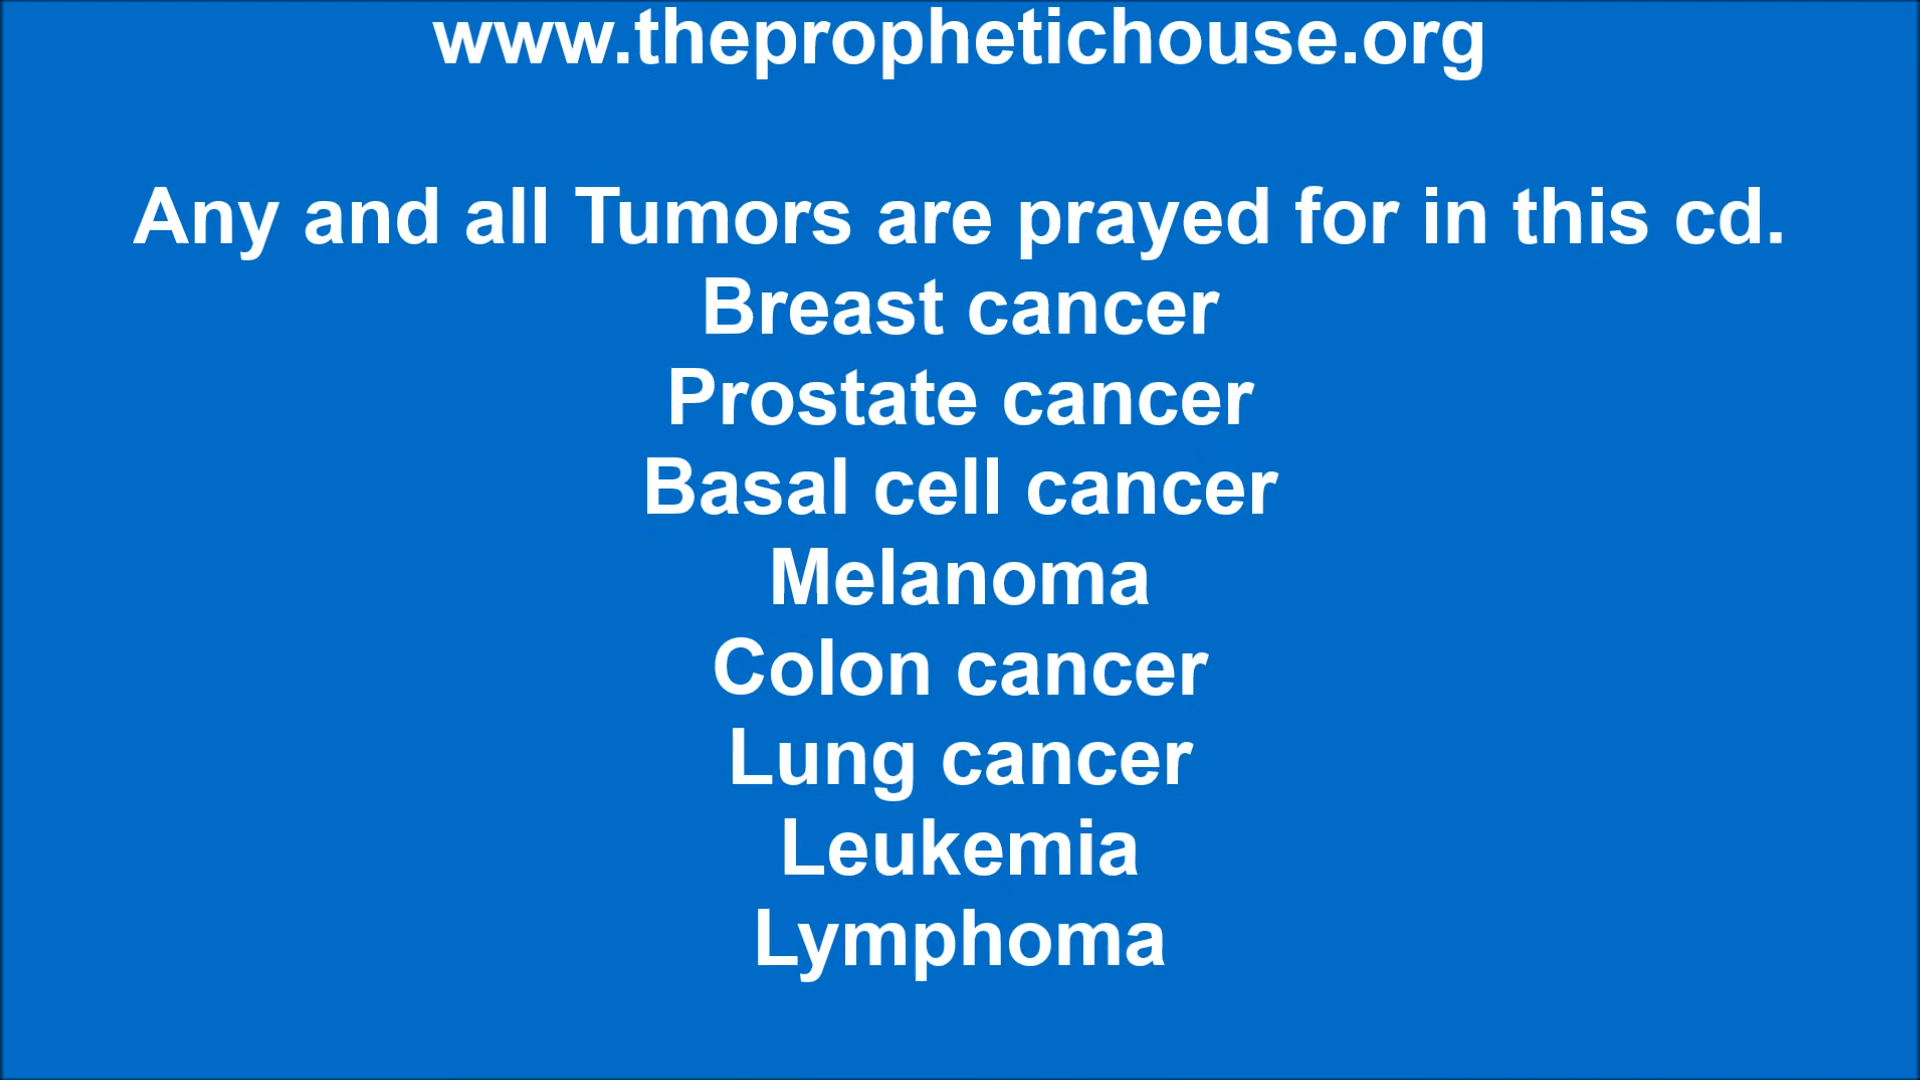 www.theprophetichouse.org
Any and all Tumors are prayed for in this cd.
Breast cancer
Prostate cancer
Basal cell cancer
Melanoma
Colon cancer
Lung cancer
Leukemia
Lymphoma